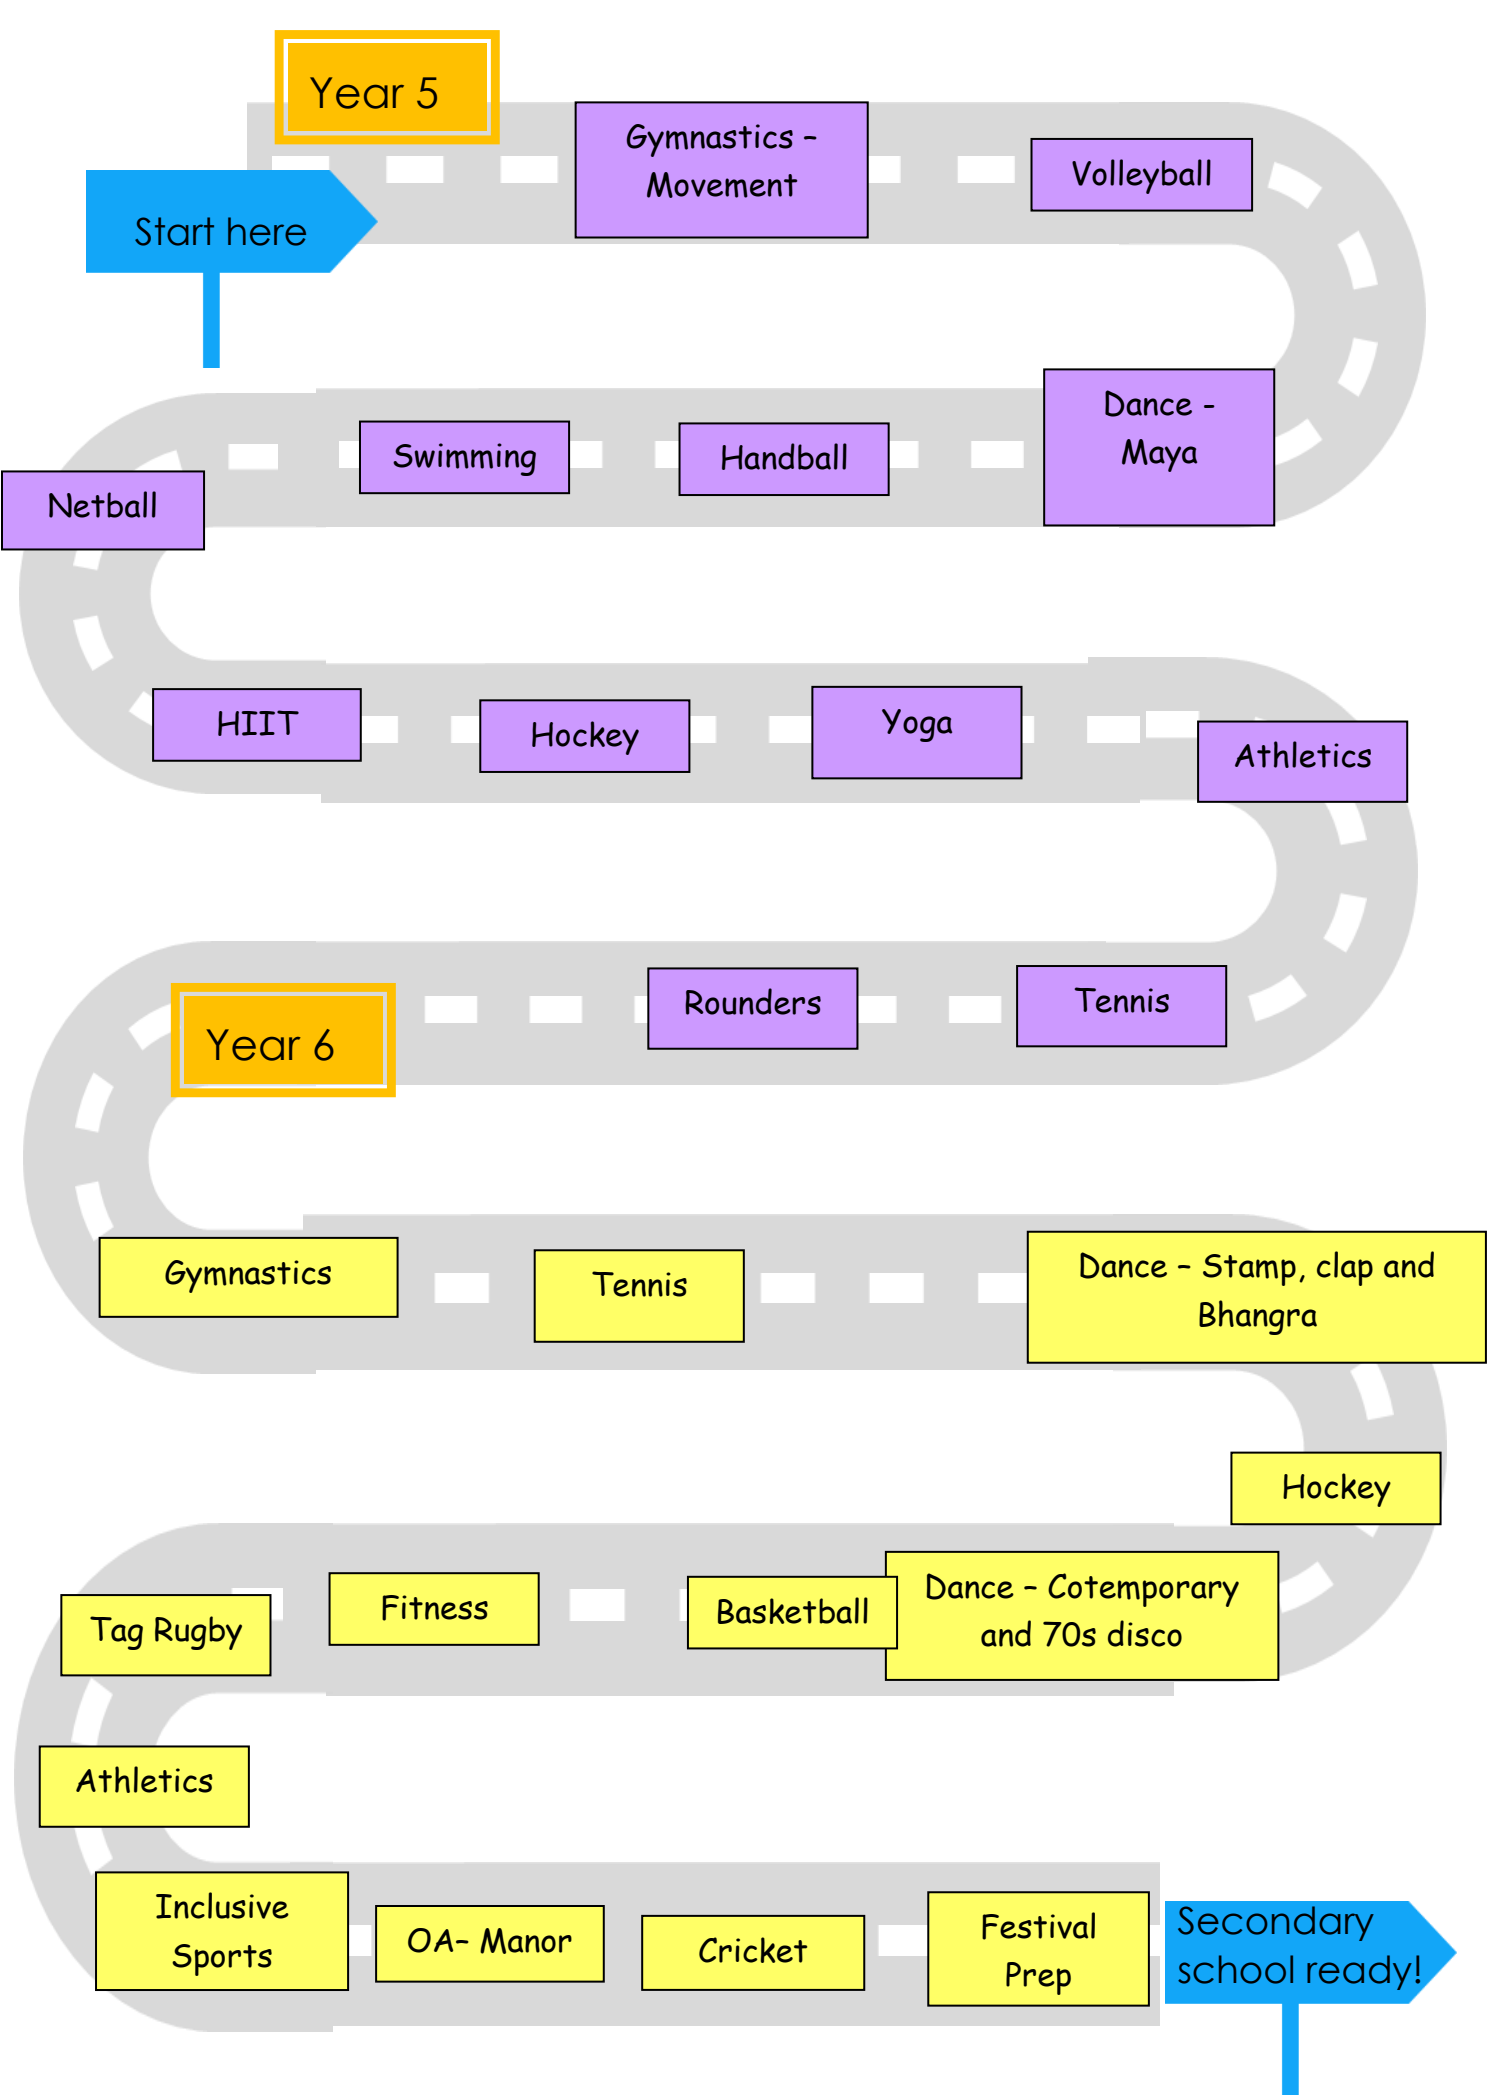 Year 5
Start here
Gymnastics –
Movement
Volleyball
Dance -
Maya
Handball
Swimming
Netball
HIIT
Hockey
Yoga
Athletics
Tennis
Rounders
Year 6
Gymnastics
Tennis
Dance – Stamp, clap and
Bhangra
Hockey
Dance – Cotemporary
and 70s disco
Basketball
Fitness
Tag Rugby
Athletics
Inclusive
Sports
OA– Manor
Cricket
Festival
Prep
Secondary
school ready!